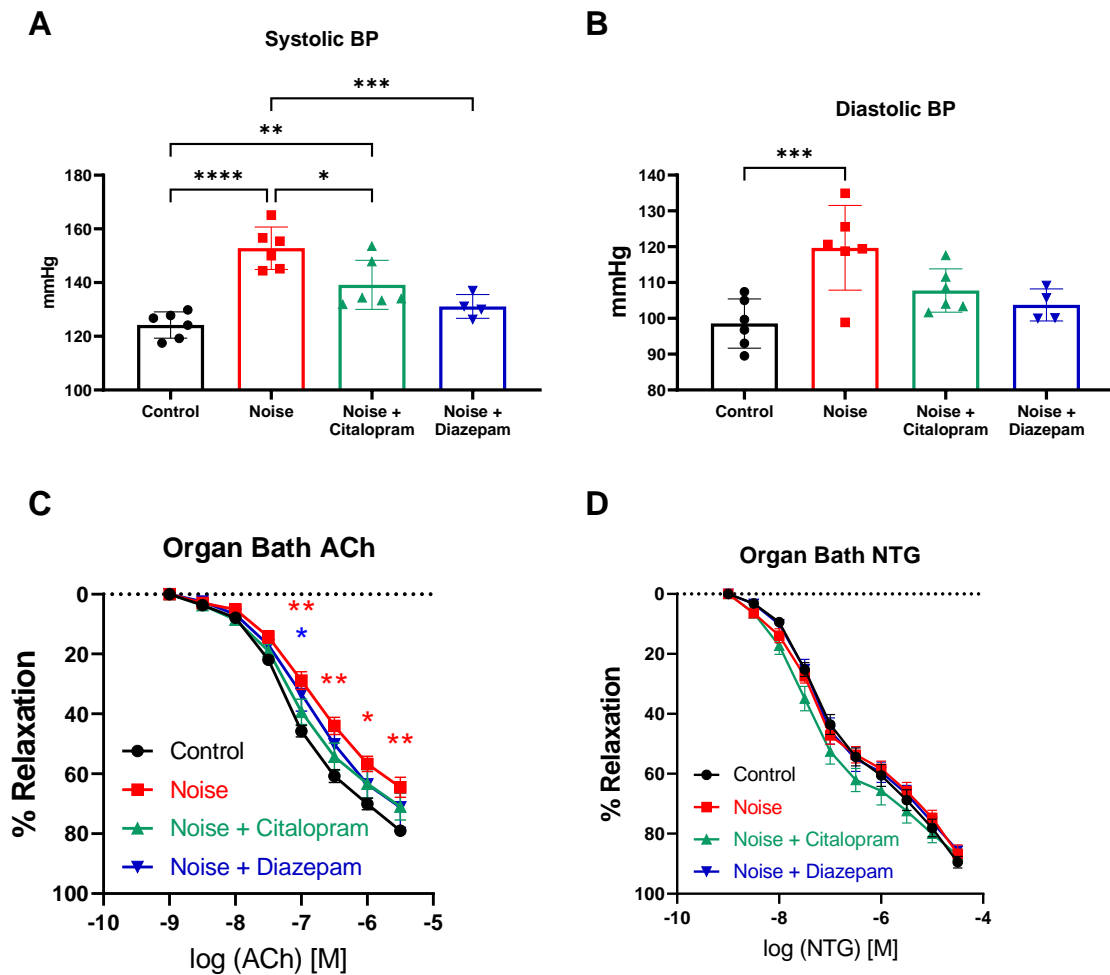 A
Systolic BP
***
**
****
*
mmHg
180
160
140
120
100
Control
Noise
Noise +
Citalopram
Noise +
Diazepam
B
Diastolic BP
***
mmHg
140
130
120
110
100
90
80
Control
Noise
Noise +
Citalopram
Noise +
Diazepam
C
Organ Bath ACh
% Relaxation
0
20
40
60
80
100
**
*
**
*
**
Control
Noise
Noise + Citalopram
Noise + Diazepam
-10
-9
-8
-7
-6
-5
log (ACh) [M]
D
Organ Bath NTG
% Relaxation
0
20
40
60
80
100
Control
Noise
Noise + Citalopram
Noise + Diazepam
-10
-8
-6
-4
log (NTG) [M]